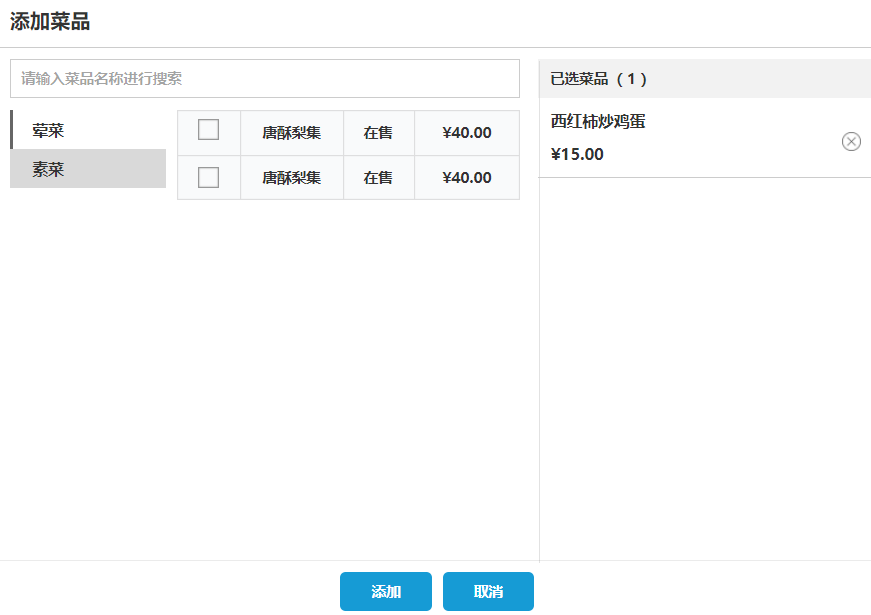 添加菜品
请输入菜品名称进行搜索
荤菜
素菜
唐酥梨集 在售 ¥40.00
唐酥梨集 在售 ¥40.00
已选菜品（1）
西红柿炒鸡蛋
¥15.00
添加 取消